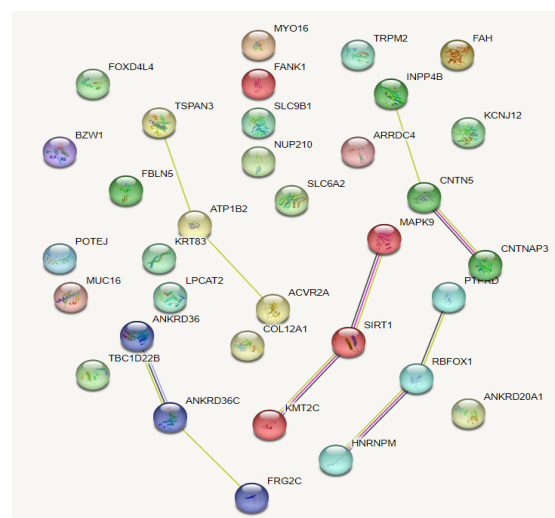 MYO16
TRPM2
FAH
FOXD4L4
FANK1
INPP4B
TSPAN3
SLC9B1
KCNJ12
BZW1
NUP210
ARRDC4
FBLN5
SLC6A2
CNTN5
ATP1B2
MAPK9
POTEJ
KRT83
CNTNAP3
MUC16
LPCAT2
ACVR2A
PTPRD
ANKRD36
COL12A1
SIRT1
TBC1D22B
RBFOX1
ANKRD36C
KMT2C
ANKRD20A1
HNRNPM
FRG2C